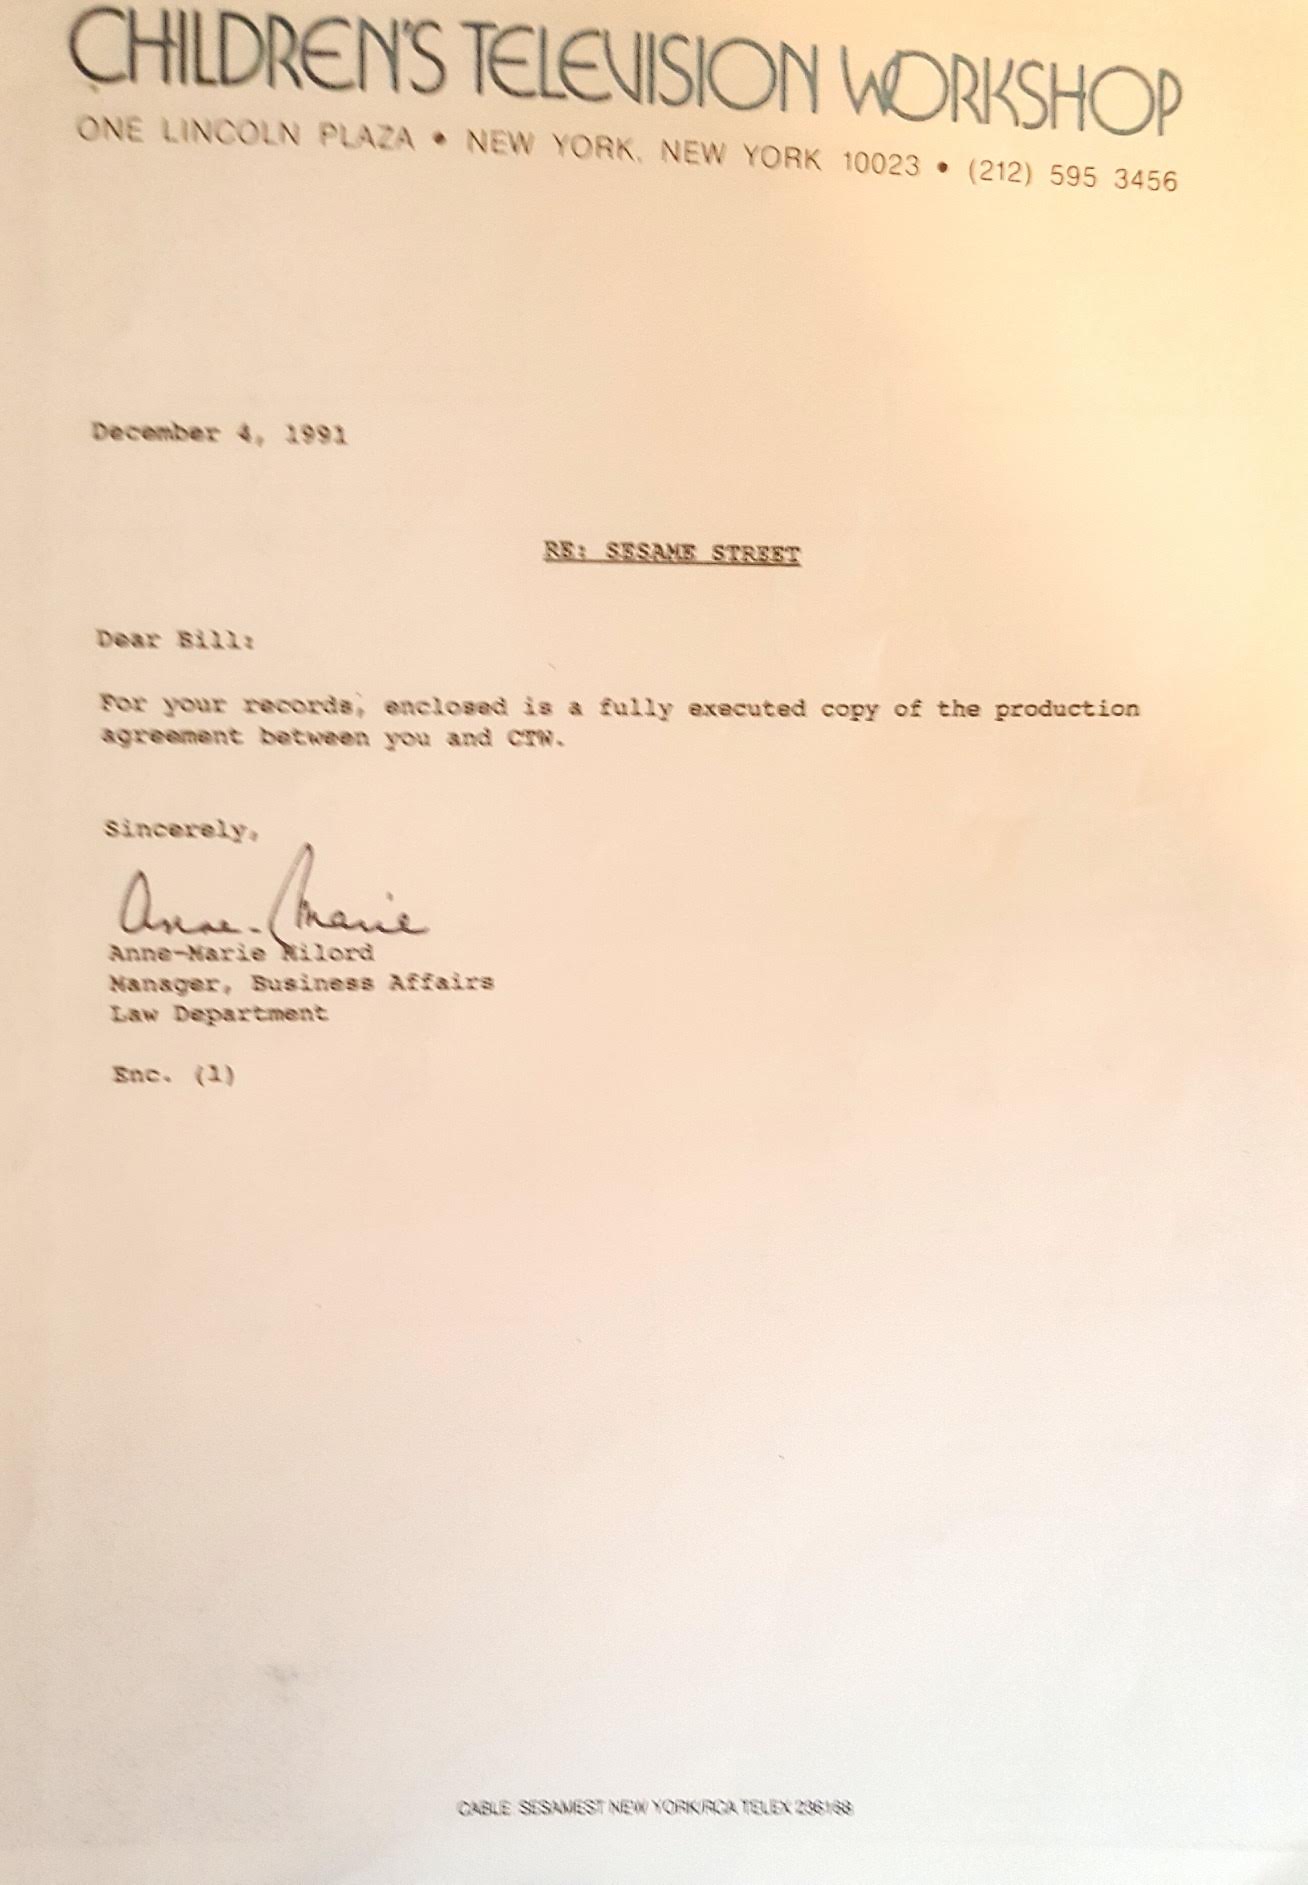 CHILDREN'S TELEVISION WORKSHOP
ONE LINCOLN PLAZA • NEW YORK, NEW YORK 10023 • (212) 595 3456
December 4, 1991
RE: SESAME STREET
Dear Bill:
For your records, enclosed is a fully executed copy of the production
agreement between you and CTW.
Sincerely,
Anne-Marie
Anne-Marie Milord
Manager, Business Affairs
Law Department
Enc. (1)
CABLE: SESAMEST NEW YORK/RCA TELEX